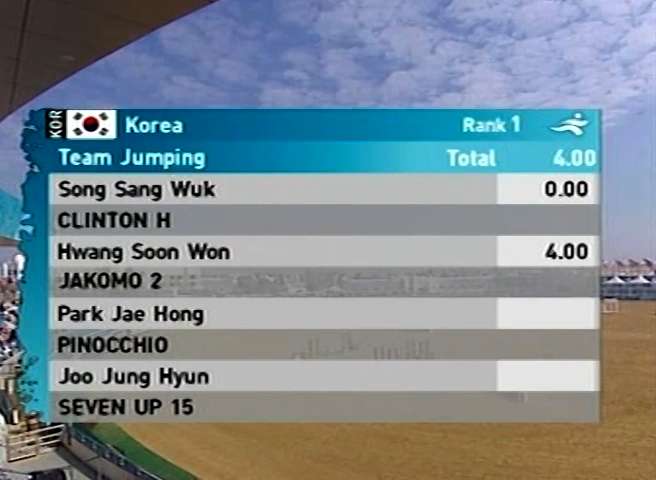 KOR Korea Rank 1
Team Jumping Total 4.00
Song Sang Wuk 0.00
CLINTON H
Hwang Soon Won 4.00
JAKOMO 2
Park Jae Hong
PINOCCHIO
Joo Jung Hyun
SEVEN UP 15